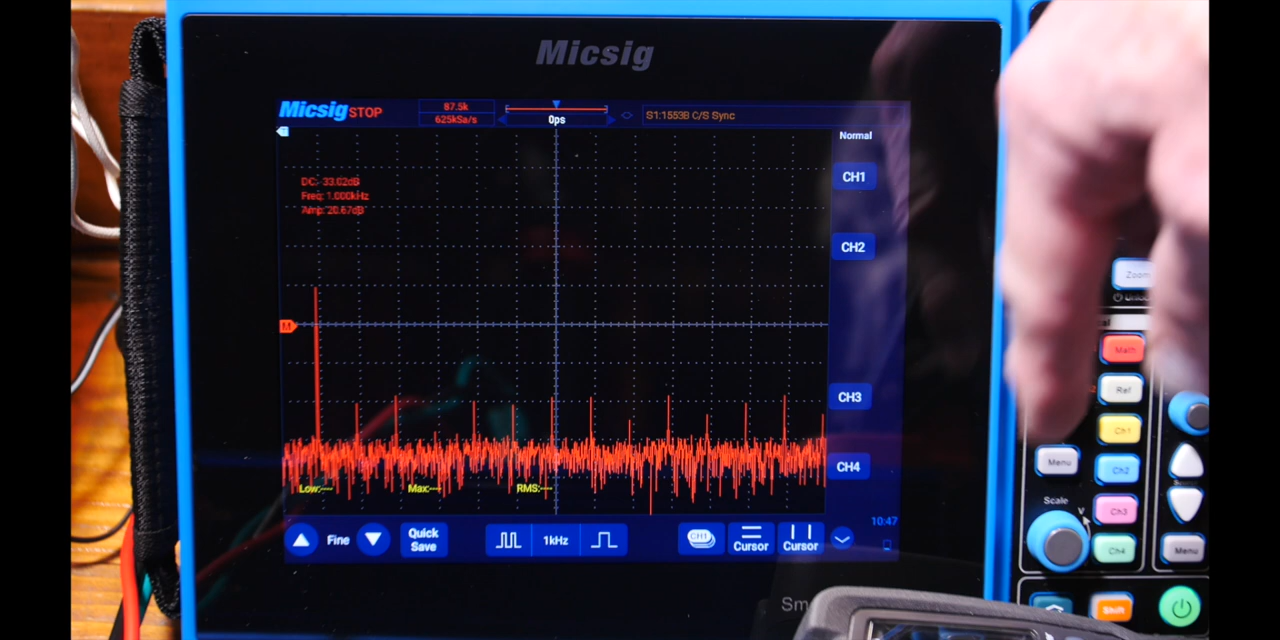 Micsig
Micsig STOP
87.5k
625kSa/s
0ps
S1:1553B C/S Sync
Normal
CH1
DC: -33.02dB
Freq: 1.000kHz
Amp: 20.67dB
CH2
Zoom
M
Math
Ref
CH3
Ch1
CH4
Menu
Ch2
Low:---
Max:---
RMS:---
Scale
V
Ch3
10:47
Fine
Quick
Save
1kHz
CH1
Cursor
Cursor
Ch4
Menu
Shift